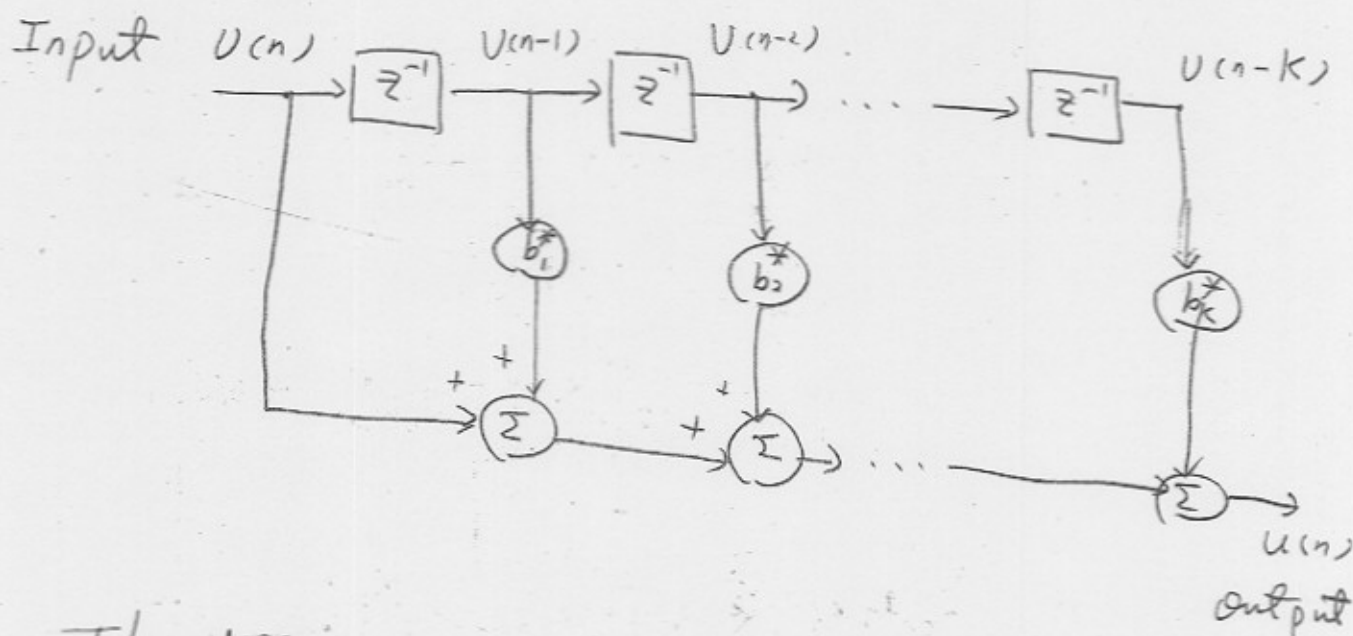 Input U(n) U(n-1) U(n-2) U(n-K)
z⁻¹ z⁻¹ .... z⁻¹
b₁* b₂* bₖ*
+ + + +
Σ Σ .... Σ
u(n)
output